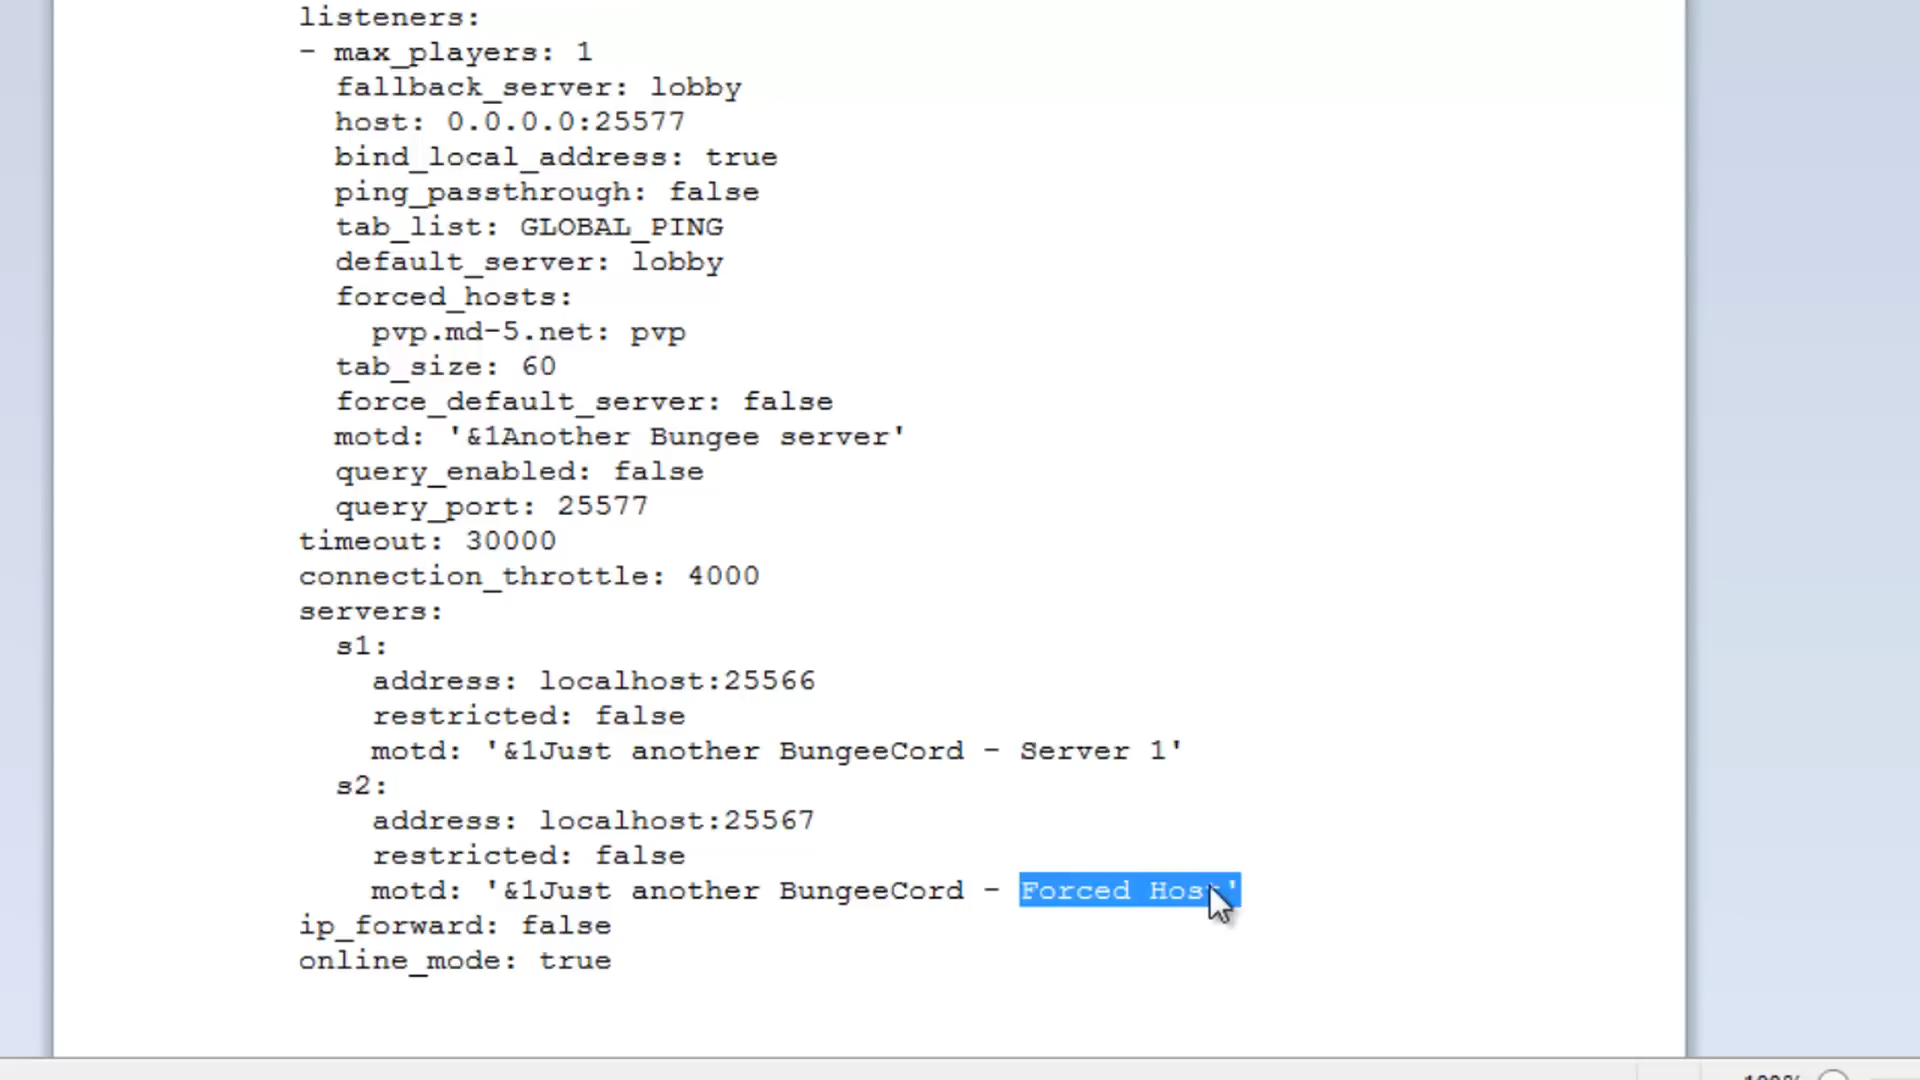 listeners:
- max_players: 1
fallback_server: lobby
host: 0.0.0.0:25577
bind_local_address: true
ping_passthrough: false
tab_list: GLOBAL_PING
default_server: lobby
forced_hosts:
pvp.md-5.net: pvp
tab_size: 60
force_default_server: false
motd: '&1Another Bungee server'
query_enabled: false
query_port: 25577
timeout: 30000
connection_throttle: 4000
servers:
s1:
address: localhost:25566
restricted: false
motd: '&1Just another BungeeCord - Server 1'
s2:
address: localhost:25567
restricted: false
motd: '&1Just another BungeeCord - Forced Host'
ip_forward: false
online_mode: true